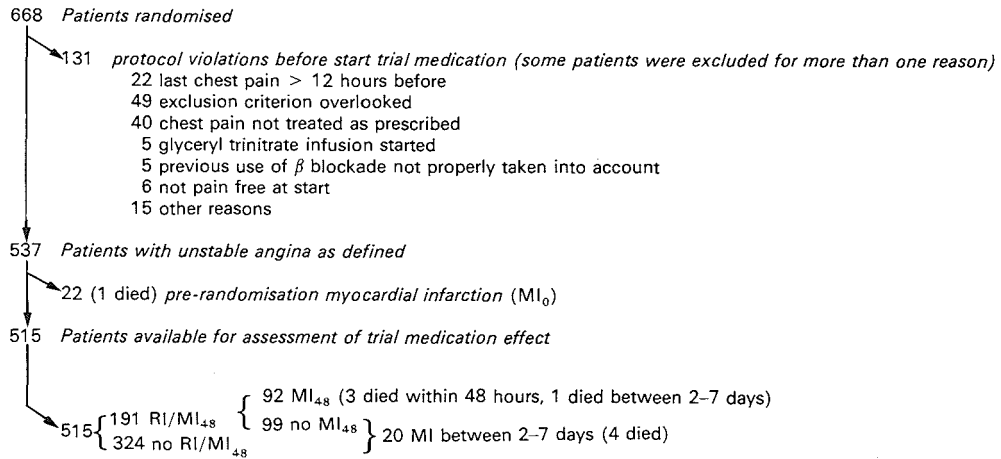 668 Patients randomised
131 protocol violations before start trial medication (some patients were excluded for more than one reason)
22 last chest pain > 12 hours before
49 exclusion criterion overlooked
40 chest pain not treated as prescribed
5 glyceryl trinitrate infusion started
5 previous use of β blockade not properly taken into account
6 not pain free at start
15 other reasons
537 Patients with unstable angina as defined
22 (1 died) pre-randomisation myocardial infarction (MI₀)
515 Patients available for assessment of trial medication effect
92 MI₄₈ (3 died within 48 hours, 1 died between 2–7 days)
515 { 191 RI/MI₄₈ { 99 no MI₄₈ } 20 MI between 2–7 days (4 died)
324 no RI/MI₄₈